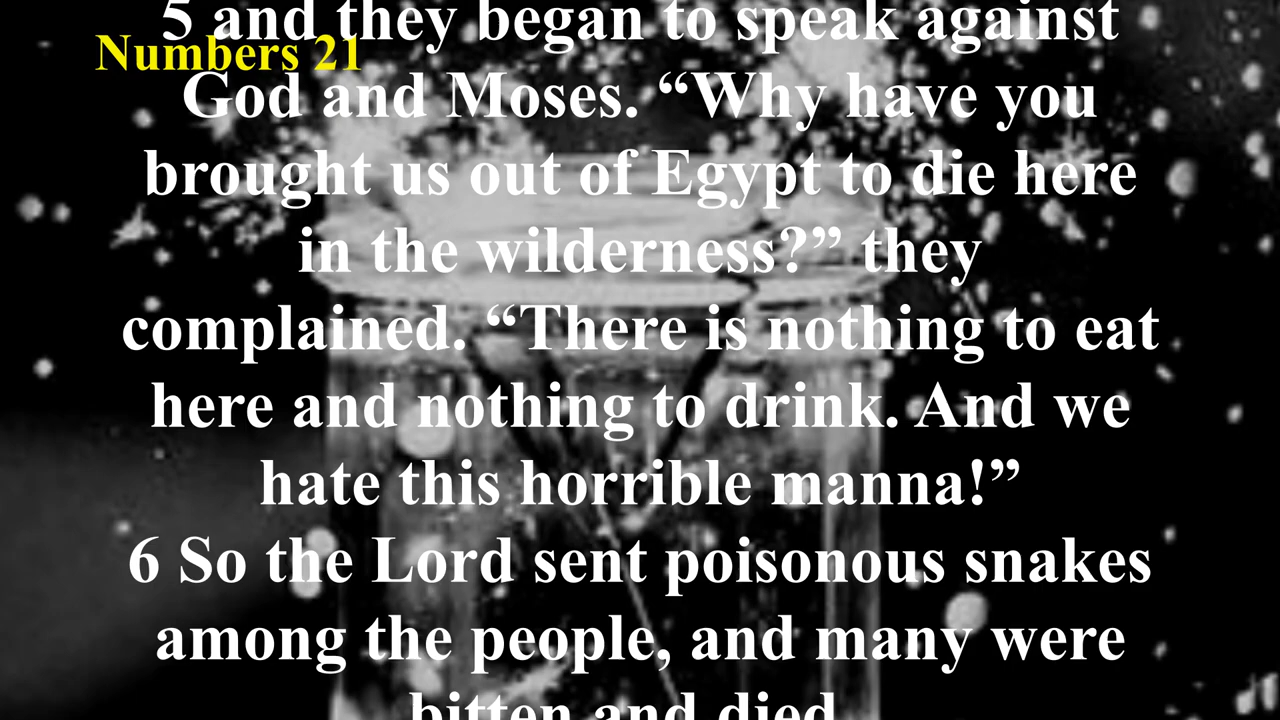 5 and they began to speak against
Numbers 21
God and Moses. “Why have you
brought us out of Egypt to die here
in the wilderness?” they
complained. “There is nothing to eat
here and nothing to drink. And we
hate this horrible manna!”
6 So the Lord sent poisonous snakes
among the people, and many were
bitten and died